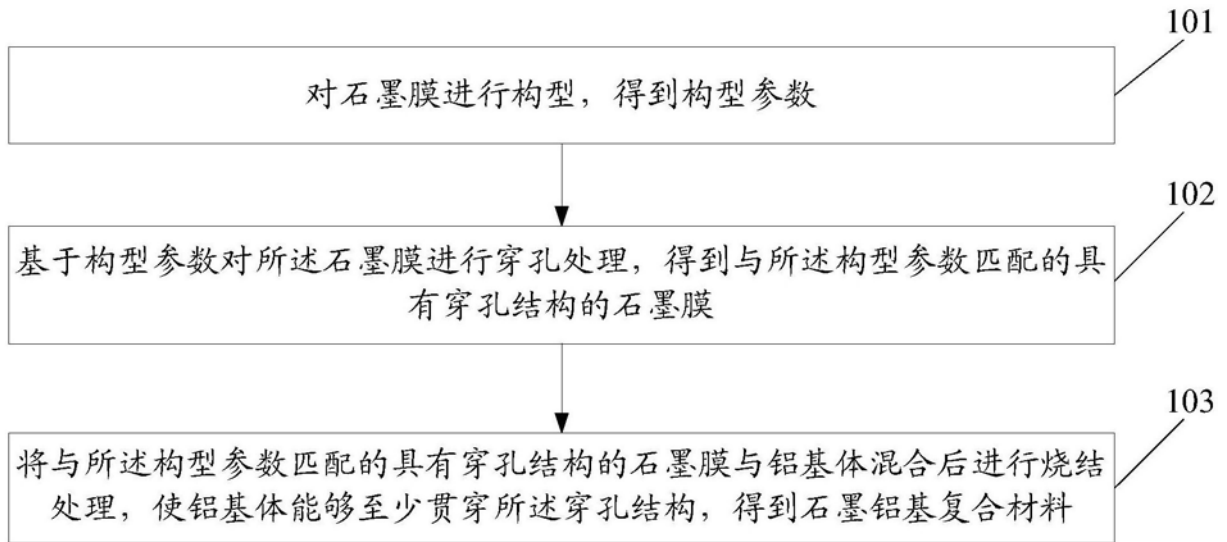 101
对石墨膜进行构型，得到构型参数
102
基于构型参数对所述石墨膜进行穿孔处理，得到与所述构型参数匹配的具
有穿孔结构的石墨膜
103
将与所述构型参数匹配的具有穿孔结构的石墨膜与铝基体混合后进行烧结
处理，使铝基体能够至少贯穿所述穿孔结构，得到石墨铝基复合材料